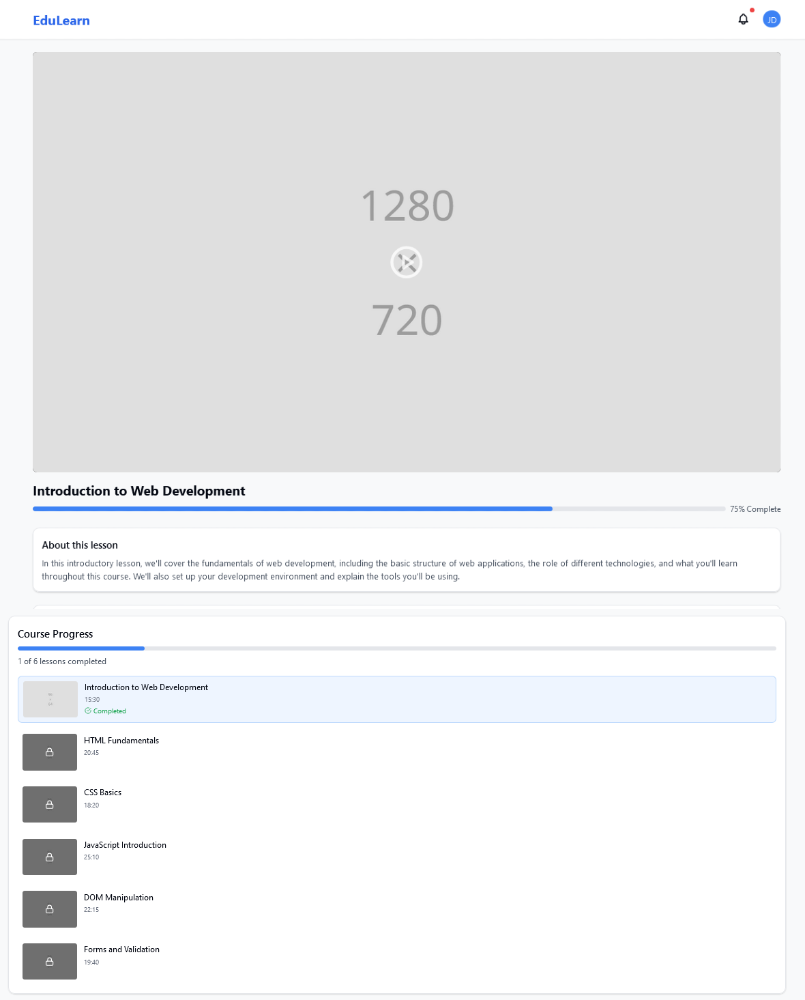 EduLearn
JD
1280
×
720
Introduction to Web Development
75% Complete
About this lesson
In this introductory lesson, we'll cover the fundamentals of web development, including the basic structure of web applications, the role of different technologies, and what you'll learn
throughout this course. We'll also set up your development environment and explain the tools you'll be using.
Course Progress
1 of 6 lessons completed
Introduction to Web Development
15:30
Completed
HTML Fundamentals
20:45
CSS Basics
18:20
JavaScript Introduction
25:10
DOM Manipulation
22:15
Forms and Validation
19:40